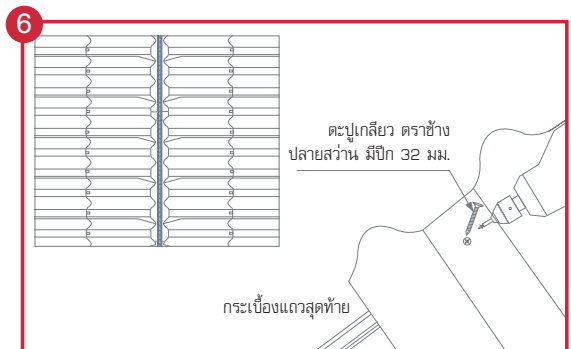 6
ตะปูเกลียว ตราช้าง
ปลายสว่าน มีปีก 32 มม.
กระเบื้องแถวสุดท้าย